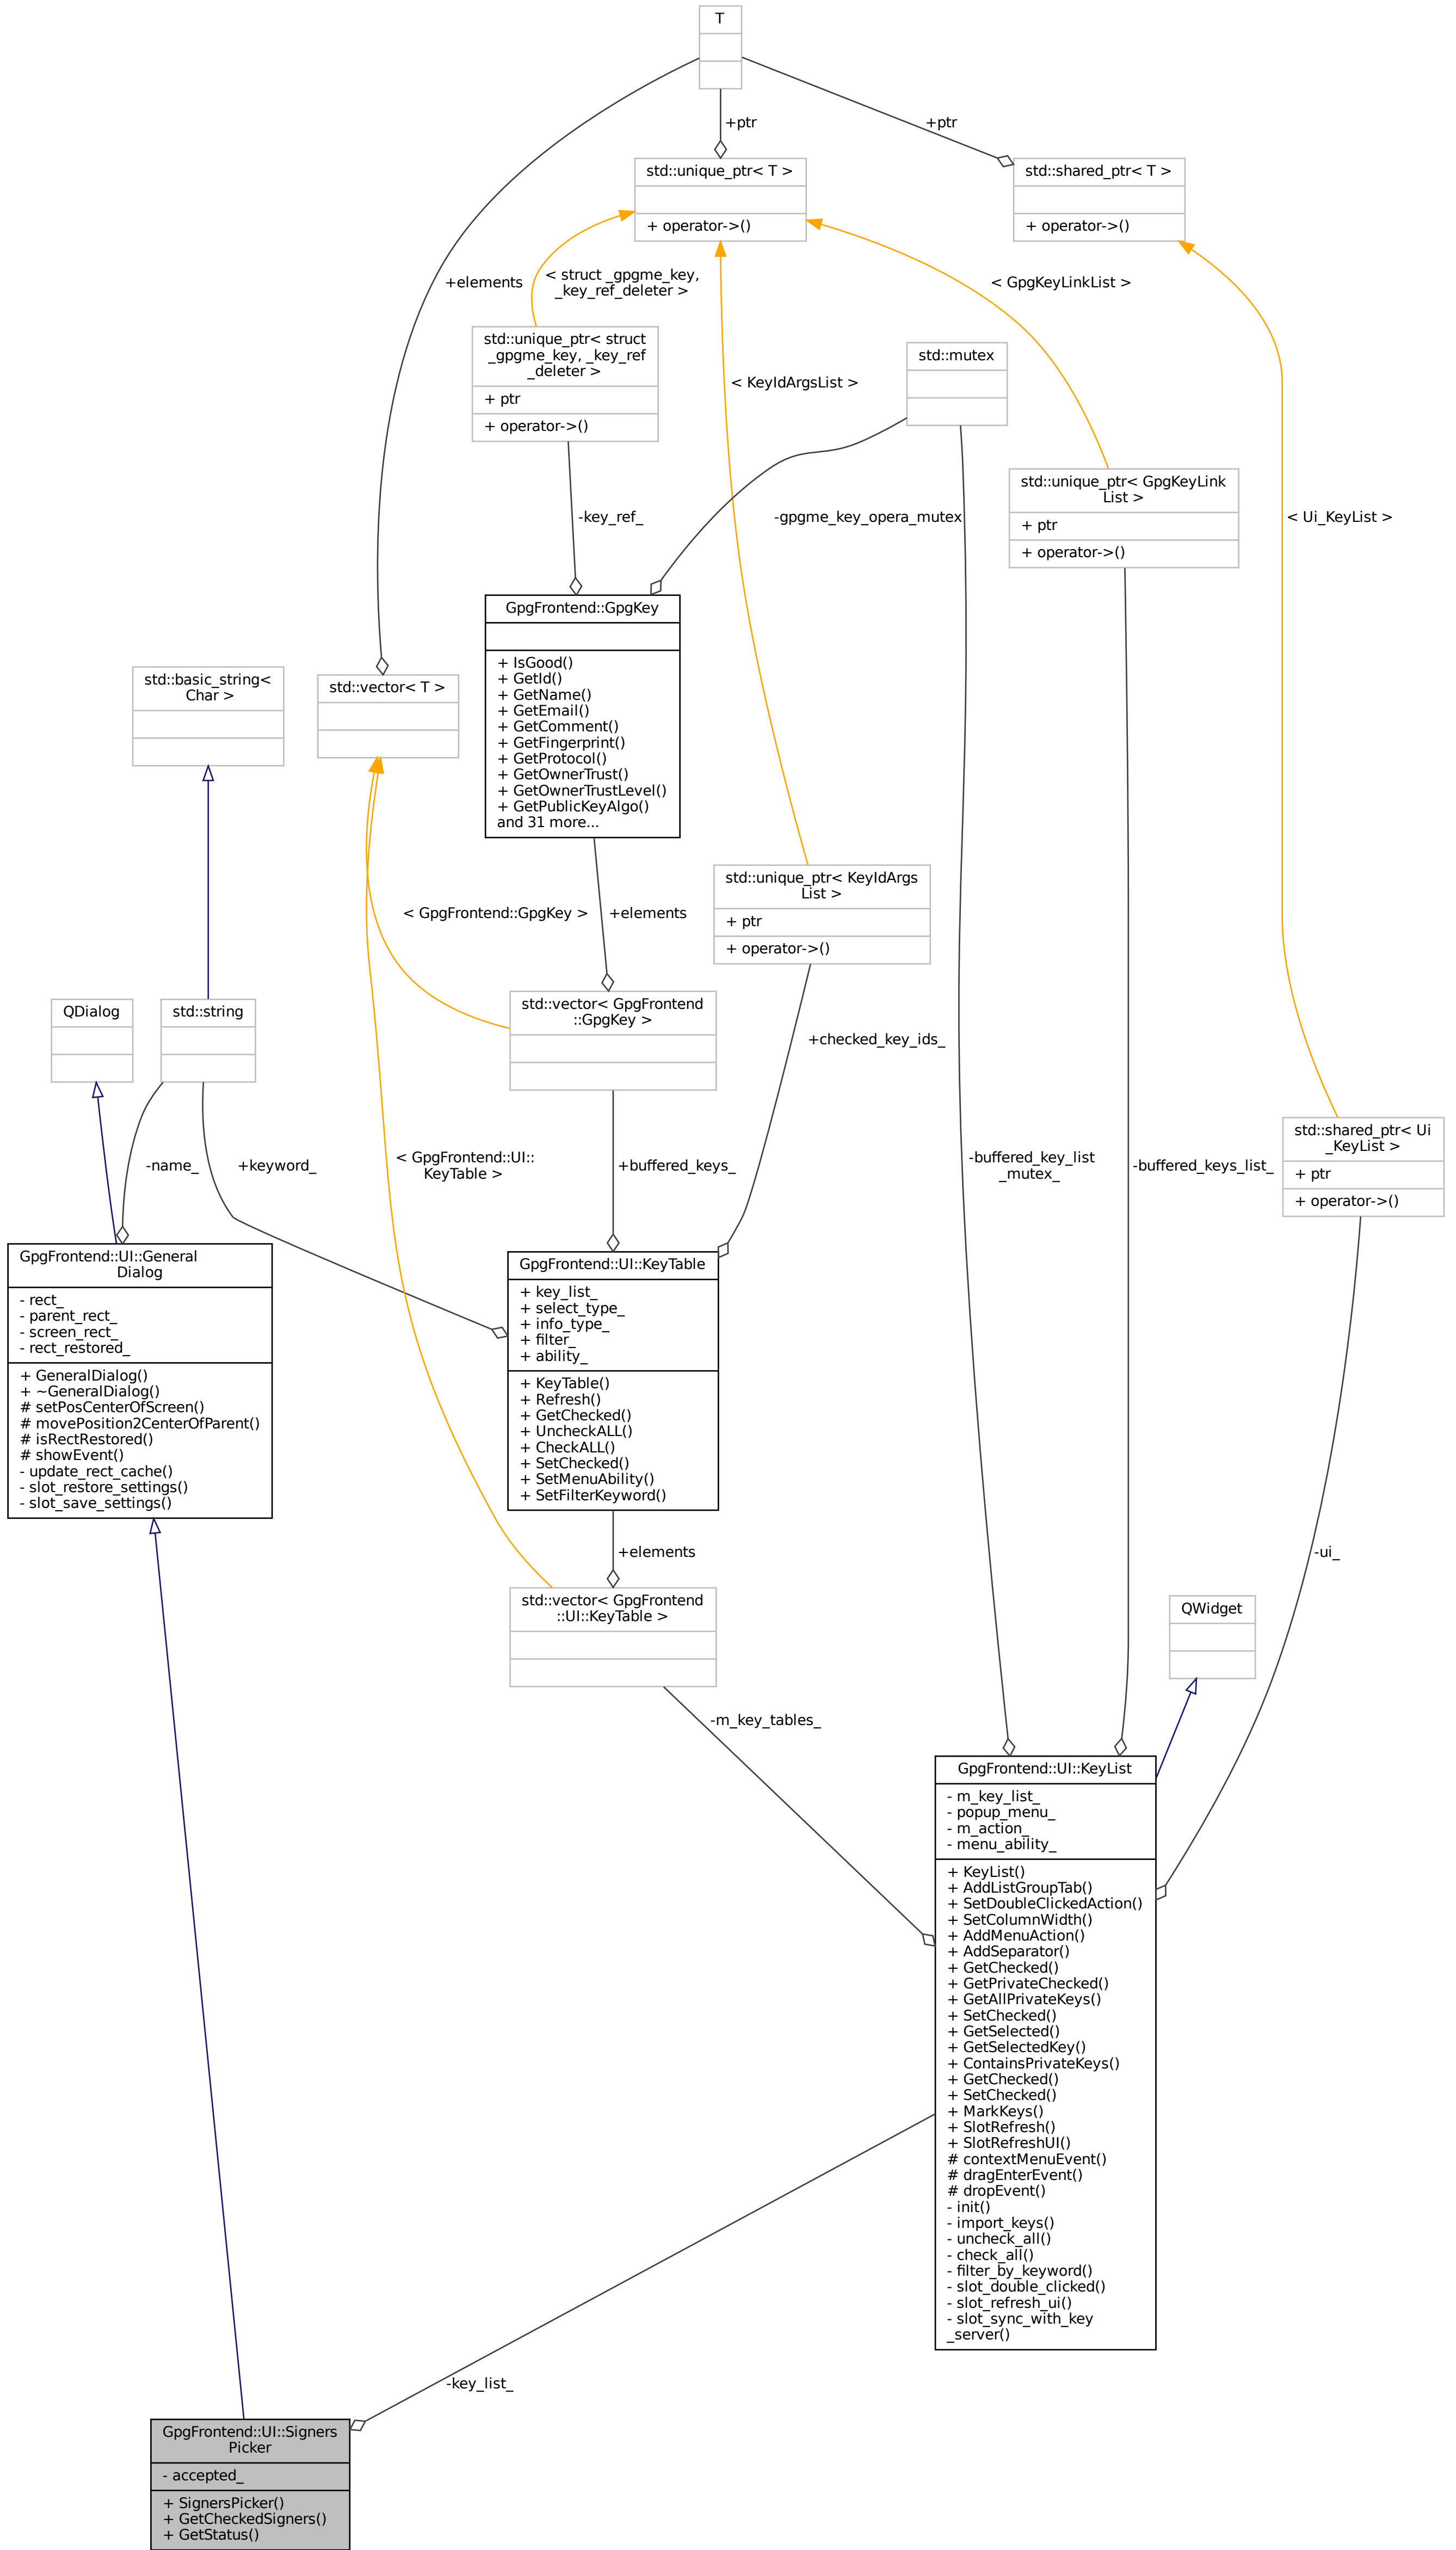 T
+ptr
+ptr
std::unique_ptr< T >
+ operator->()
std::shared_ptr< T >
+ operator->()
+elements
< struct _gpgme_key,
_key_ref_deleter >
< GpgKeyLinkList >
std::unique_ptr< struct
_gpgme_key, _key_ref
_deleter >
+ ptr
+ operator->()
< KeyIdArgsList >
std::mutex
std::unique_ptr< GpgKeyLink
List >
+ ptr
+ operator->()
-key_ref_
-gpgme_key_opera_mutex
< Ui_KeyList >
GpgFrontend::GpgKey
+ IsGood()
+ GetId()
+ GetName()
+ GetEmail()
+ GetComment()
+ GetFingerprint()
+ GetProtocol()
+ GetOwnerTrust()
+ GetOwnerTrustLevel()
+ GetPublicKeyAlgo()
and 31 more...
std::basic_string<
Char >
std::vector< T >
std::unique_ptr< KeyIdArgs
List >
+ ptr
+ operator->()
< GpgFrontend::GpgKey >
+elements
QDialog
std::string
std::vector< GpgFrontend
::GpgKey >
+checked_key_ids_
-name_
+keyword_
< GpgFrontend::UI::
KeyTable >
+buffered_keys_
-buffered_key_list
_mutex_
-buffered_keys_list_
std::shared_ptr< Ui
_KeyList >
+ ptr
+ operator->()
GpgFrontend::UI::General
Dialog
- rect_
- parent_rect_
- screen_rect_
- rect_restored_
+ GeneralDialog()
+ ~GeneralDialog()
# setPosCenterOfScreen()
# movePosition2CenterOfParent()
# isRectRestored()
# showEvent()
- update_rect_cache()
- slot_restore_settings()
- slot_save_settings()
GpgFrontend::UI::KeyTable
+ key_list_
+ select_type_
+ info_type_
+ filter_
+ ability_
+ KeyTable()
+ Refresh()
+ GetChecked()
+ UncheckALL()
+ CheckALL()
+ SetChecked()
+ SetMenuAbility()
+ SetFilterKeyword()
+elements
-ui_
std::vector< GpgFrontend
::UI::KeyTable >
QWidget
-m_key_tables_
GpgFrontend::UI::KeyList
- m_key_list_
- popup_menu_
- m_action_
- menu_ability_
+ KeyList()
+ AddListGroupTab()
+ SetDoubleClickedAction()
+ SetColumnWidth()
+ AddMenuAction()
+ AddSeparator()
+ GetChecked()
+ GetPrivateChecked()
+ GetAllPrivateKeys()
+ SetChecked()
+ GetSelected()
+ GetSelectedKey()
+ ContainsPrivateKeys()
+ GetChecked()
+ SetChecked()
+ MarkKeys()
+ SlotRefresh()
+ SlotRefreshUI()
# contextMenuEvent()
# dragEnterEvent()
# dropEvent()
- init()
- import_keys()
- uncheck_all()
- check_all()
- filter_by_keyword()
- slot_double_clicked()
- slot_refresh_ui()
- slot_sync_with_key
_server()
-key_list_
GpgFrontend::UI::Signers
Picker
- accepted_
+ SignersPicker()
+ GetCheckedSigners()
+ GetStatus()